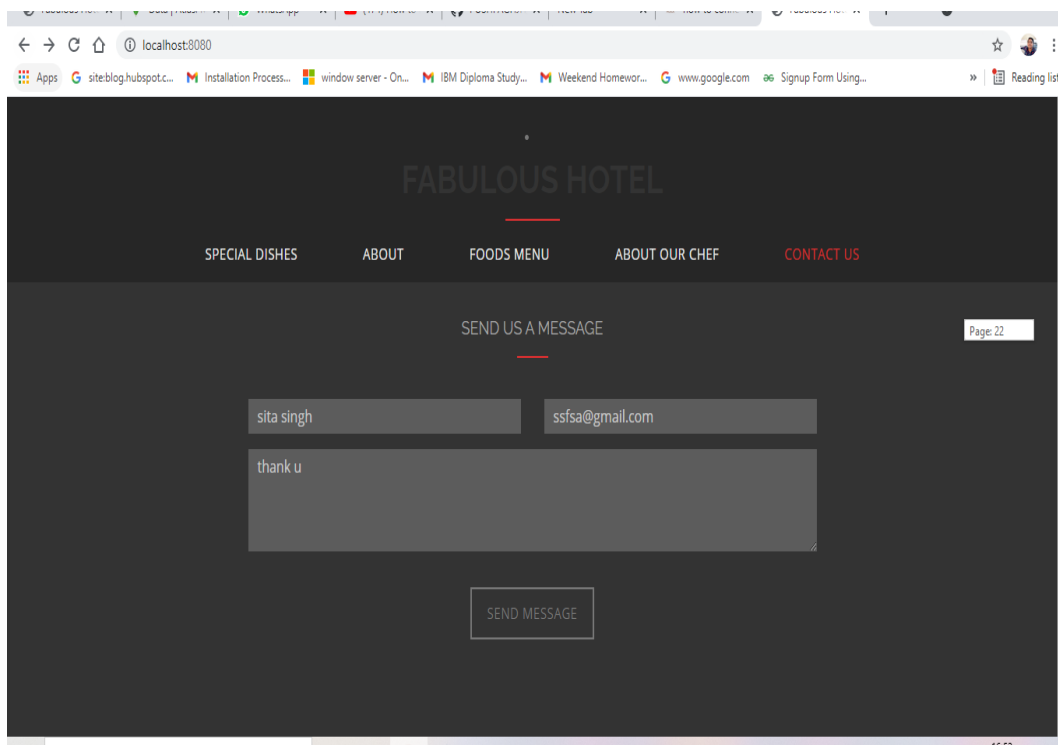 localhost:8080
Apps site:blog.hubspot.c... Installation Process... window server - On... IBM Diploma Study... Weekend Homewor... www.google.com Signup Form Using... » Reading list
FABULOUS HOTEL
SPECIAL DISHES ABOUT FOODS MENU ABOUT OUR CHEF CONTACT US
SEND US A MESSAGE
Page: 22
sita singh ssfsa@gmail.com
thank u
SEND MESSAGE